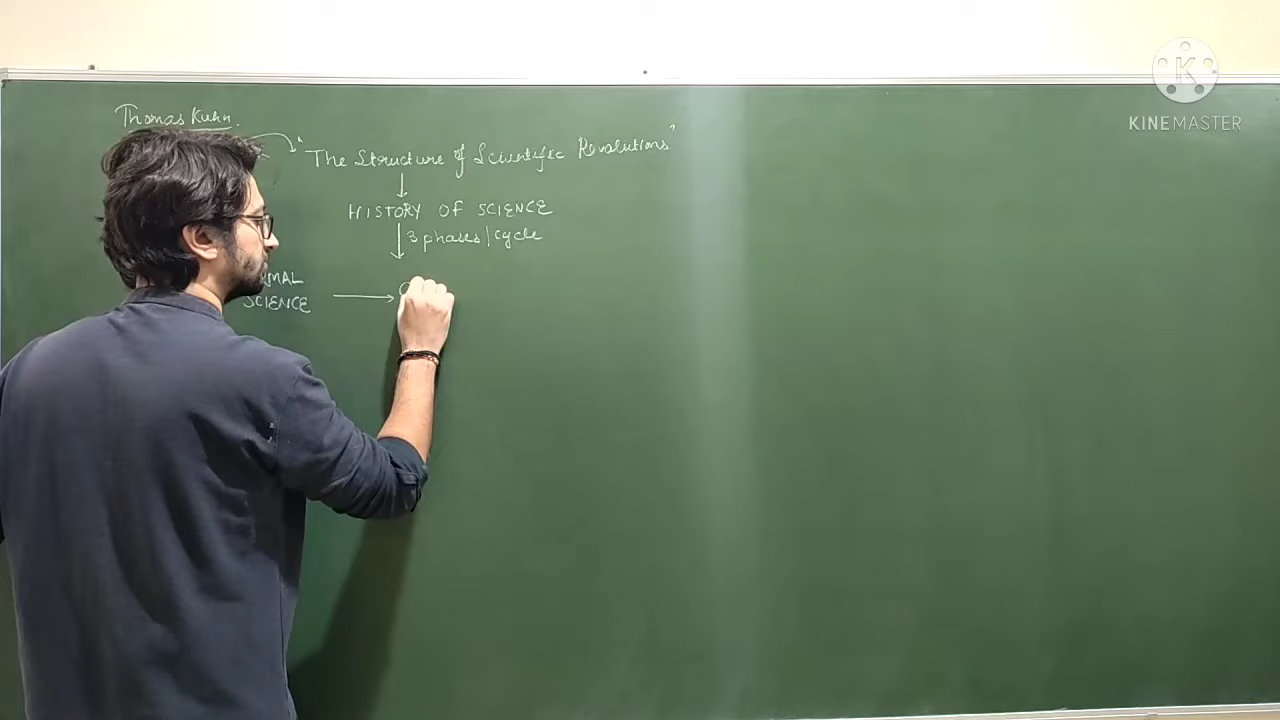 Thomas Kuhn.
"The Structure of Scientific Revolutions"
HISTORY OF SCIENCE
3 phases/cycle
SCIENCE
KINEMASTER